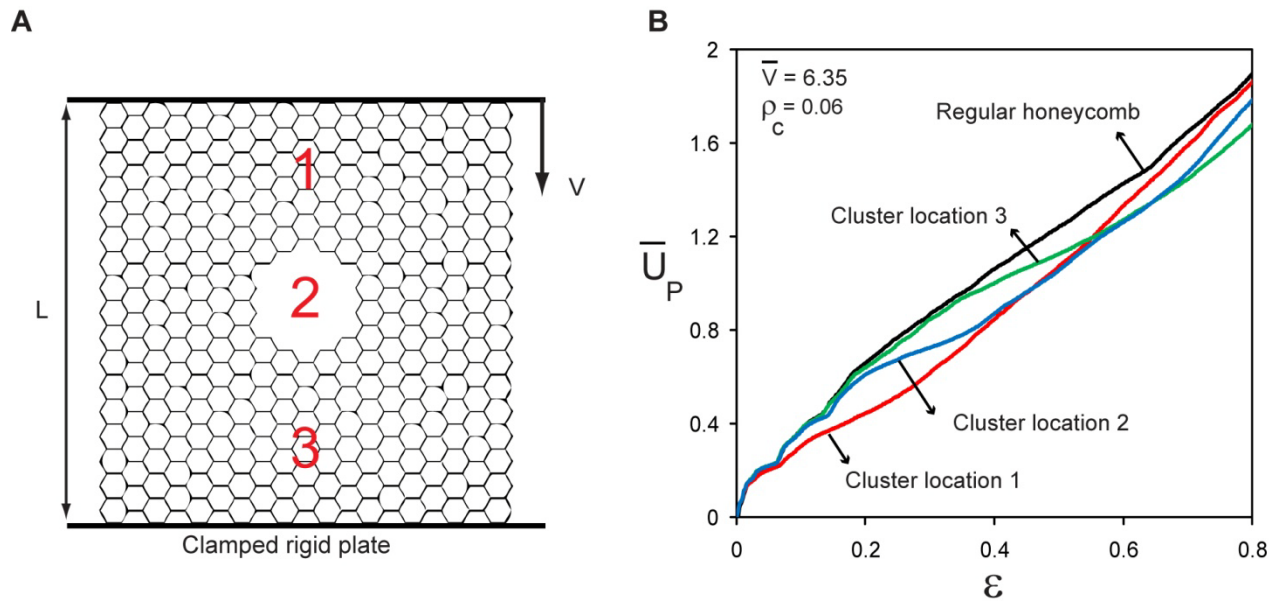 A
L
1
2
3
V
Clamped rigid plate
B
V̅ = 6.35
ρc = 0.06
Regular honeycomb
Cluster location 3
Cluster location 2
Cluster location 1
U̅P
2
1.6
1.2
0.8
0.4
0
0 0.2 0.4 0.6 0.8
ε